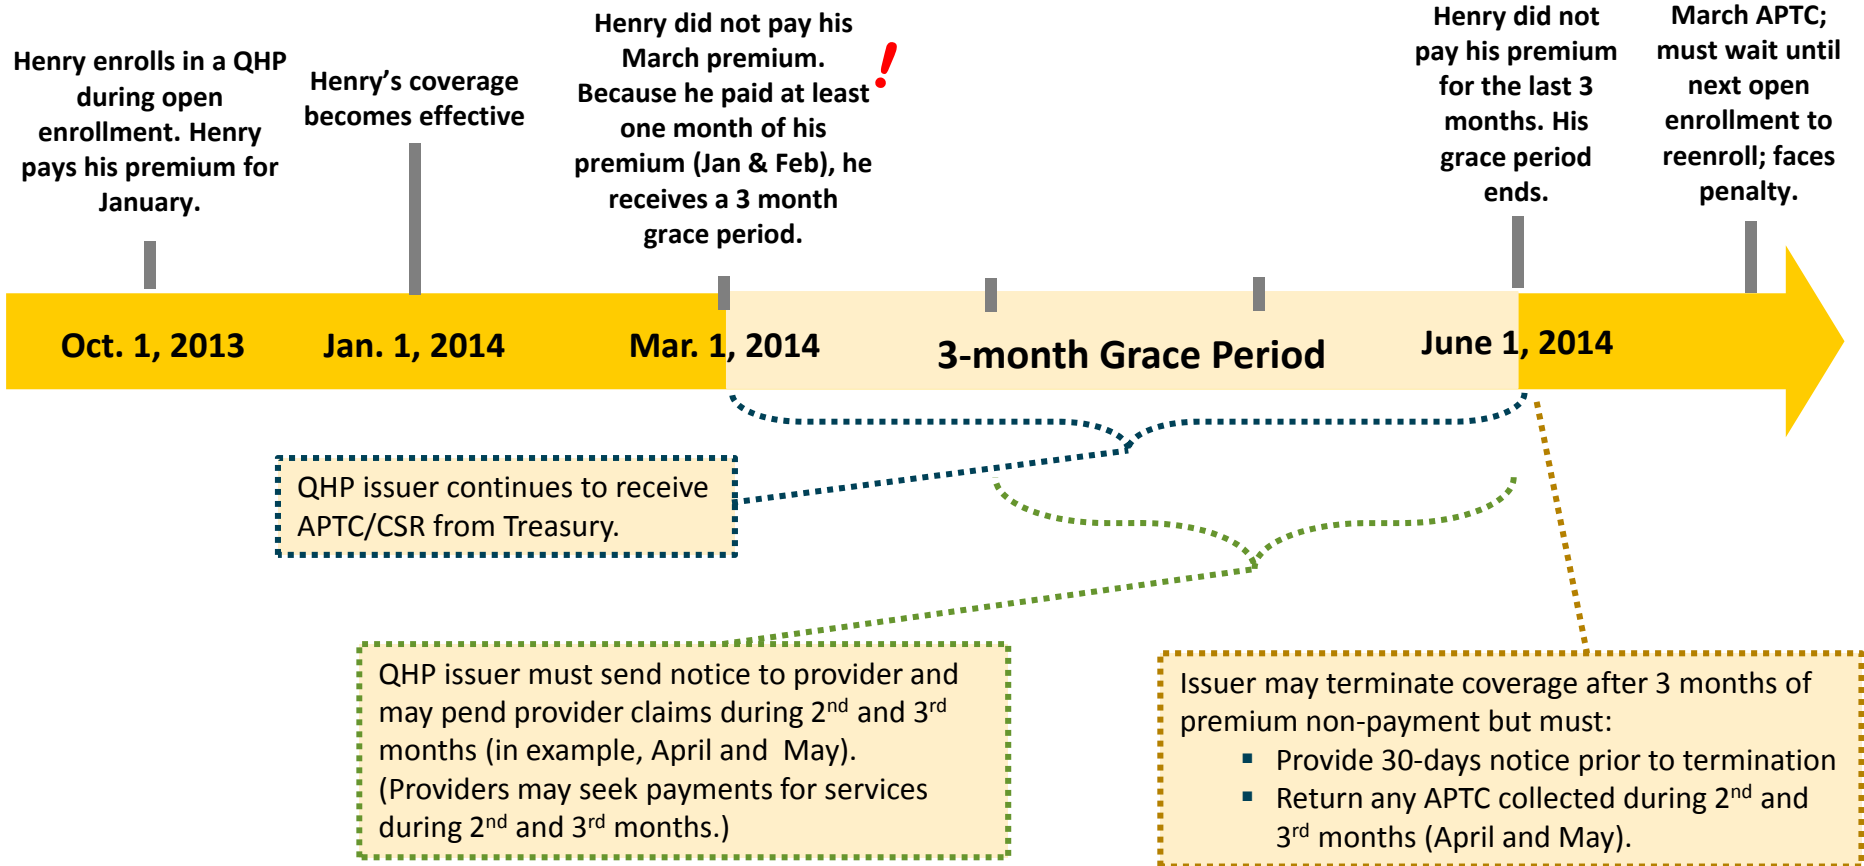 Henry enrolls in a QHP
during open
enrollment. Henry
pays his premium for
January.
Henry’s coverage
becomes effective
Henry did not pay his
March premium.
Because he paid at least
one month of his
premium (Jan & Feb), he
receives a 3 month
grace period.
!
Henry did not
pay his premium
for the last 3
months. His
grace period
ends.
March APTC;
must wait until
next open
enrollment to
reenroll; faces
penalty.
Oct. 1, 2013
Jan. 1, 2014
Mar. 1, 2014
3-month Grace Period
June 1, 2014
QHP issuer continues to receive
APTC/CSR from Treasury.
QHP issuer must send notice to provider and
may pend provider claims during 2nd and 3rd
months (in example, April and May).
(Providers may seek payments for services
during 2nd and 3rd months.)
Issuer may terminate coverage after 3 months of
premium non-payment but must:
▪ Provide 30-days notice prior to termination
▪ Return any APTC collected during 2nd and
3rd months (April and May).